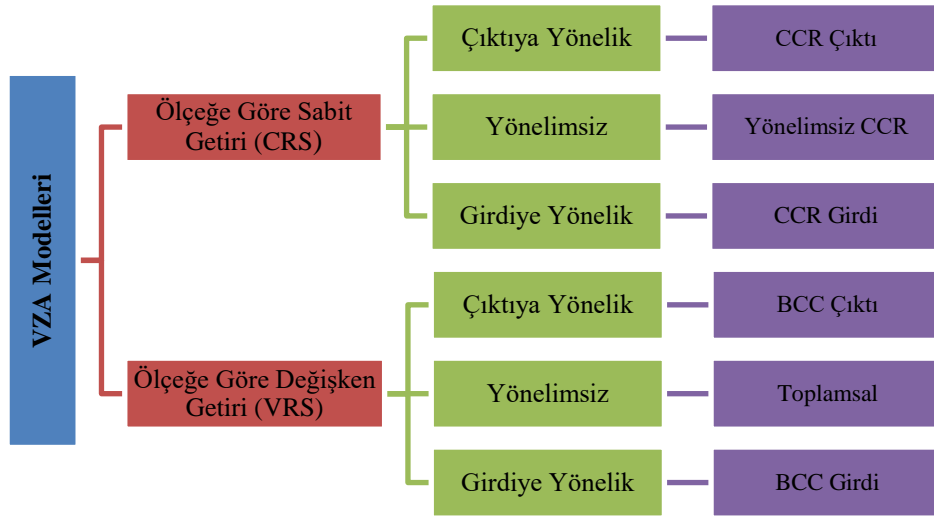 VZA Modelleri
Ölçeğe Göre Sabit
Getiri (CRS)
Çıktıya Yönelik
CCR Çıktı
Yönelimsiz
Yönelimsiz CCR
Girdiye Yönelik
CCR Girdi
Ölçeğe Göre Değişken
Getiri (VRS)
Çıktıya Yönelik
BCC Çıktı
Yönelimsiz
Toplamsal
Girdiye Yönelik
BCC Girdi